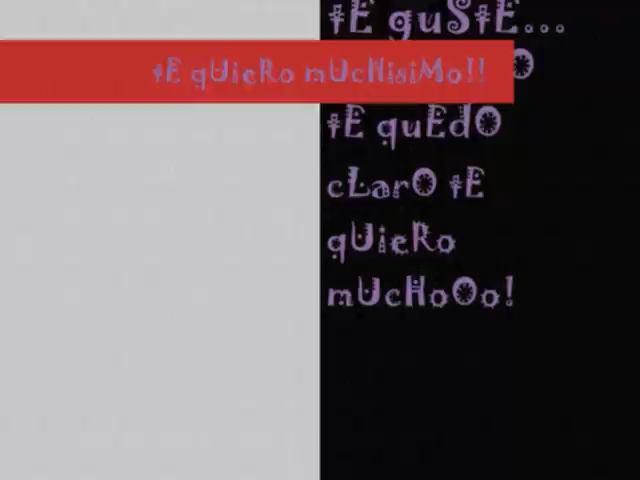 tE guStE...
tE qUieRo mUcHisiMo!!
O
tE quEdO
cLarO tE
qUieRo
mUcHoOo!